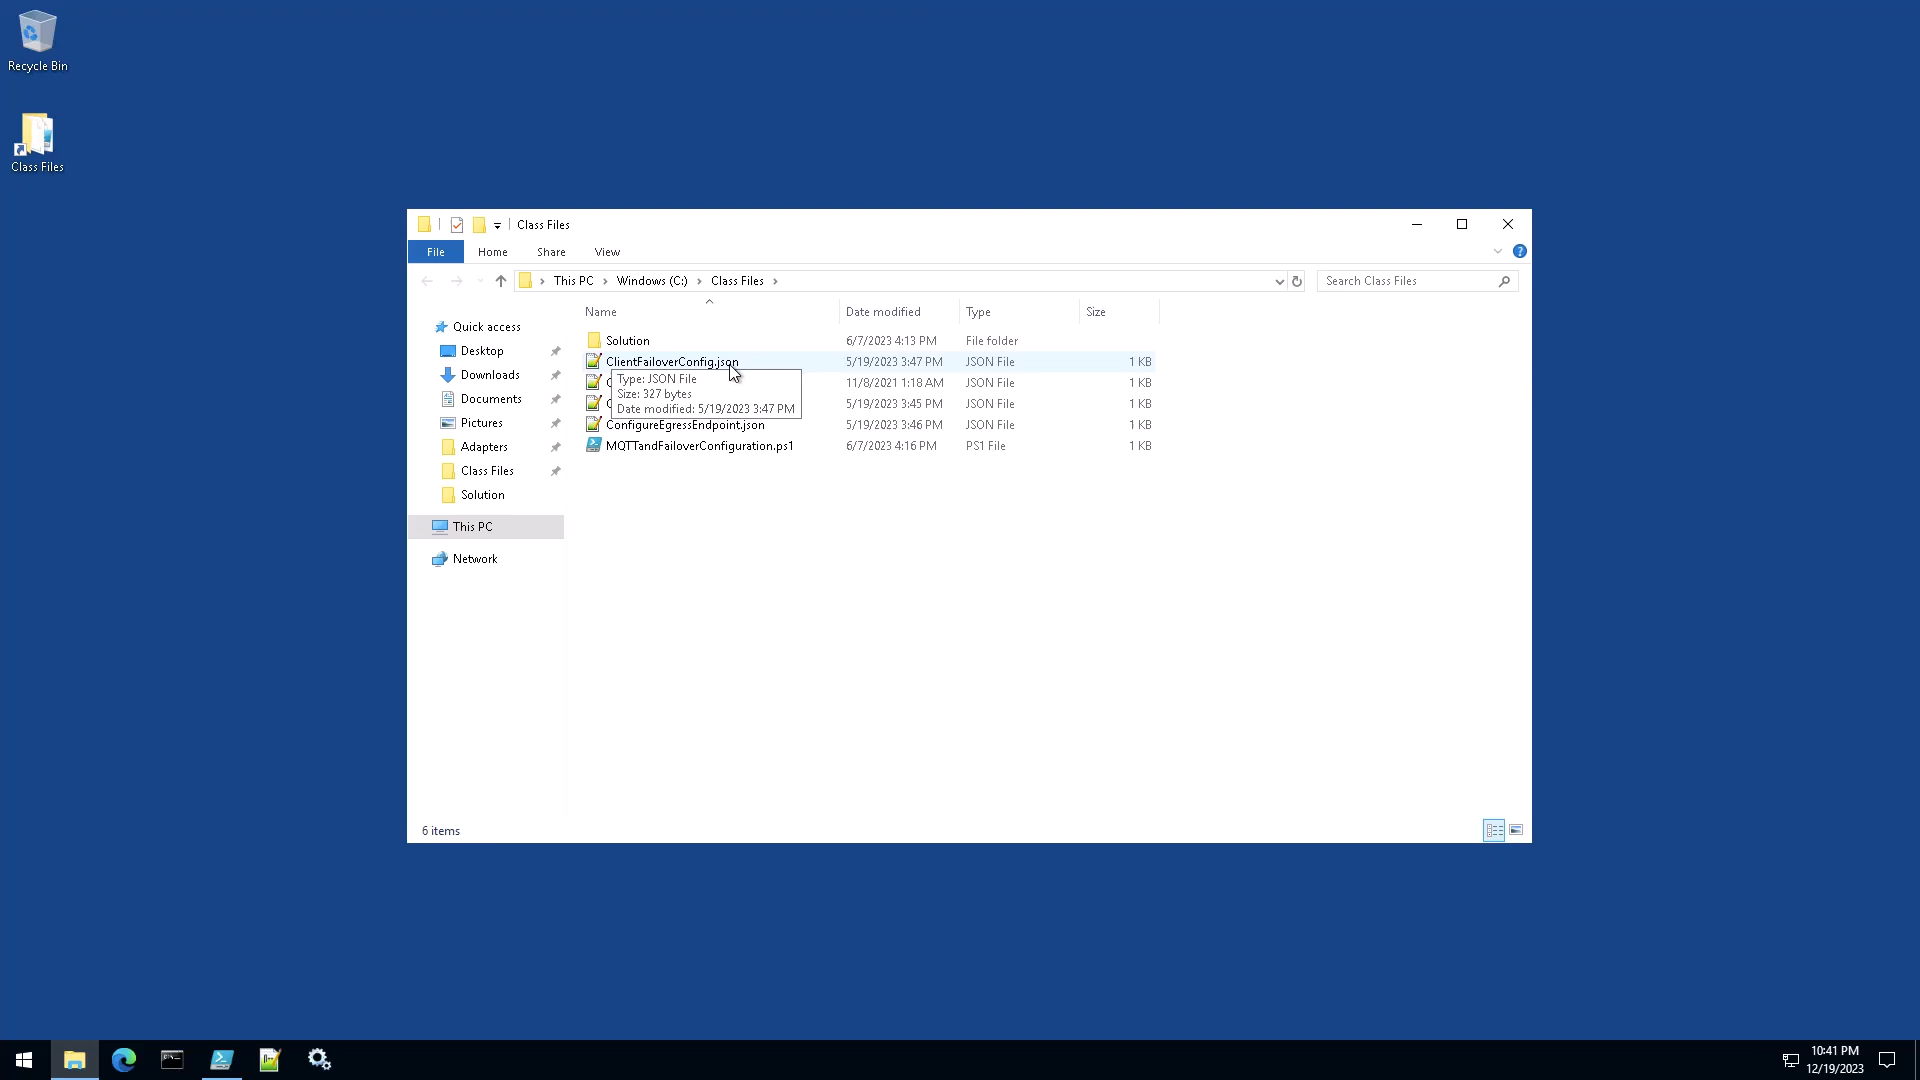 Recycle Bin
Class Files
Class Files
File Home Share View
This PC > Windows (C:) > Class Files >
Search Class Files
Name Date modified Type Size
Quick access
Desktop
Downloads
Documents
Pictures
Adapters
Class Files
Solution
This PC
Network
Solution 6/7/2023 4:13 PM File folder
ClientFailoverConfig.json 5/19/2023 3:47 PM JSON File 1 KB
11/8/2021 1:18 AM JSON File 1 KB
5/19/2023 3:45 PM JSON File 1 KB
Type: JSON File
Size: 327 bytes
Date modified: 5/19/2023 3:47 PM
ConfigureEgressEndpoint.json 5/19/2023 3:46 PM JSON File 1 KB
MQTTandFailoverConfiguration.ps1 6/7/2023 4:16 PM PS1 File 1 KB
6 items
10:41 PM
12/19/2023